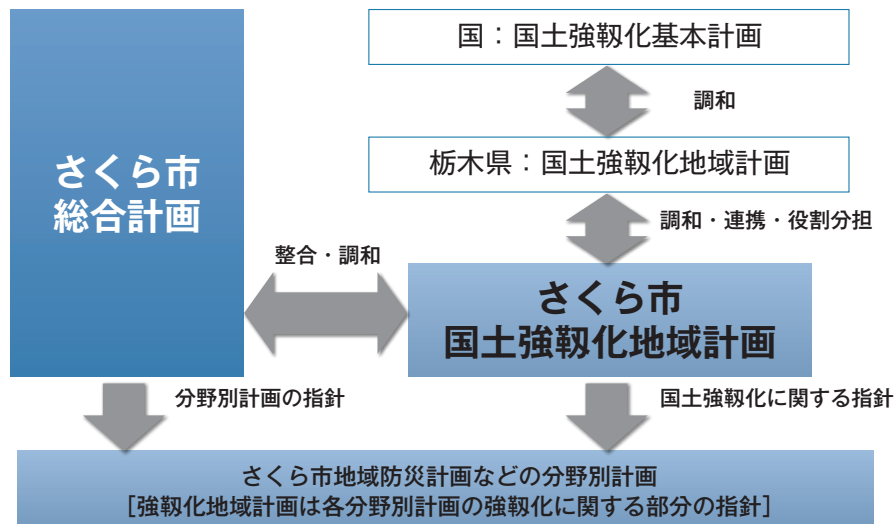 国：国土強靱化基本計画
調和
栃木県：国土強靱化地域計画
調和・連携・役割分担
さくら市
総合計画
整合・調和
さくら市
国土強靱化地域計画
分野別計画の指針
国土強靱化に関する指針
さくら市地域防災計画などの分野別計画
［強靱化地域計画は各分野別計画の強靱化に関する部分の指針］